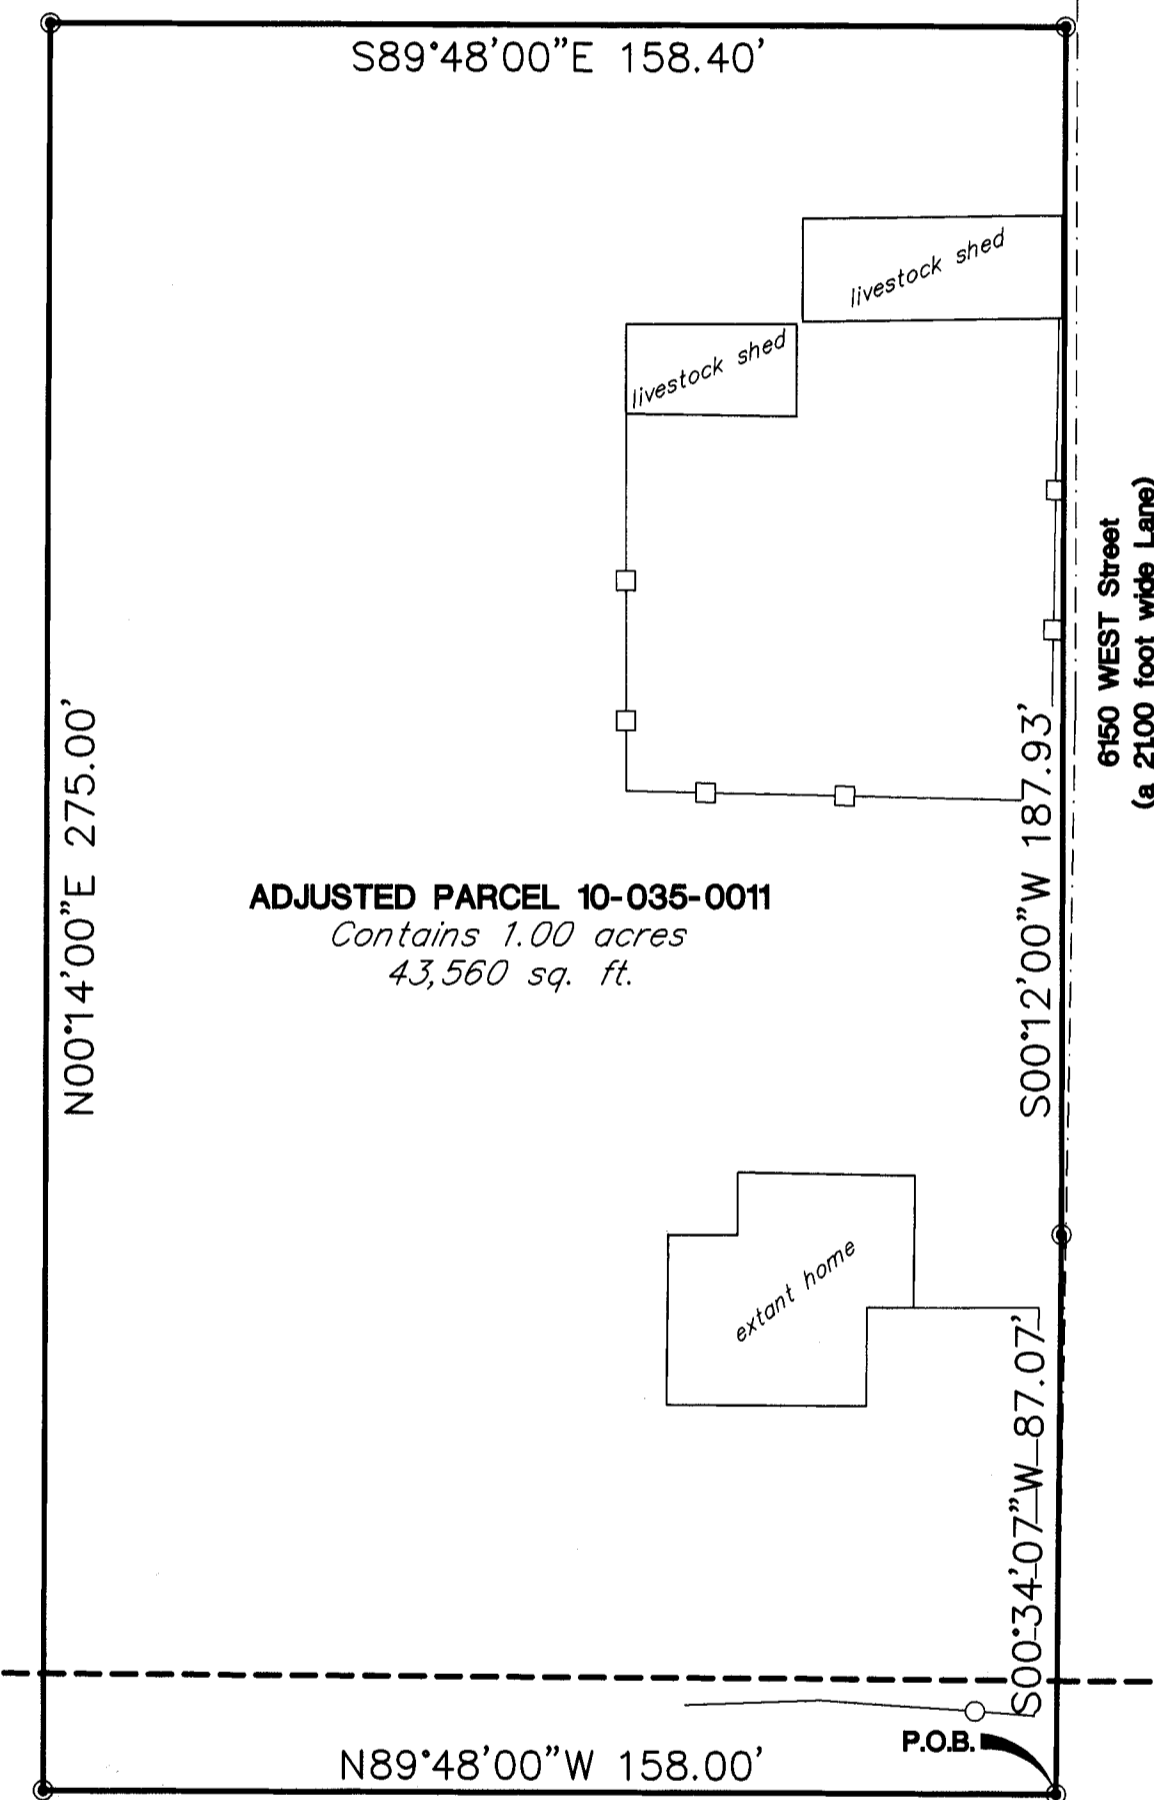 S89°48'00"E 158.40'
livestock shed
livestock shed
6150 WEST Street
(a 21.00 foot wide Lane)
N00°14'00"E 275.00'
S00°12'00"W 187.93'
ADJUSTED PARCEL 10-035-0011
Contains 1.00 acres
43,560 sq. ft.
extant home
S00°34'07"W 87.07'
P.O.B.
N89°48'00"W 158.00'